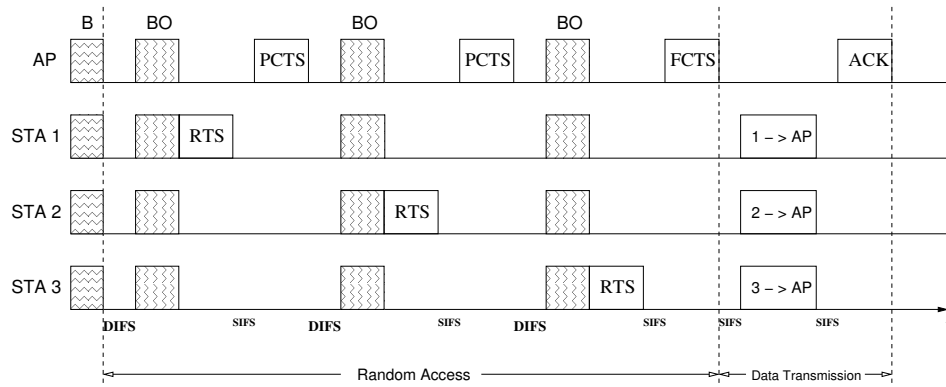 B BO BO BO
AP PCTS PCTS FCTS ACK
STA 1 RTS 1 -> AP
STA 2 RTS 2 -> AP
STA 3 RTS 3 -> AP
DIFS SIFS DIFS SIFS DIFS SIFS SIFS SIFS
Random Access Data Transmission